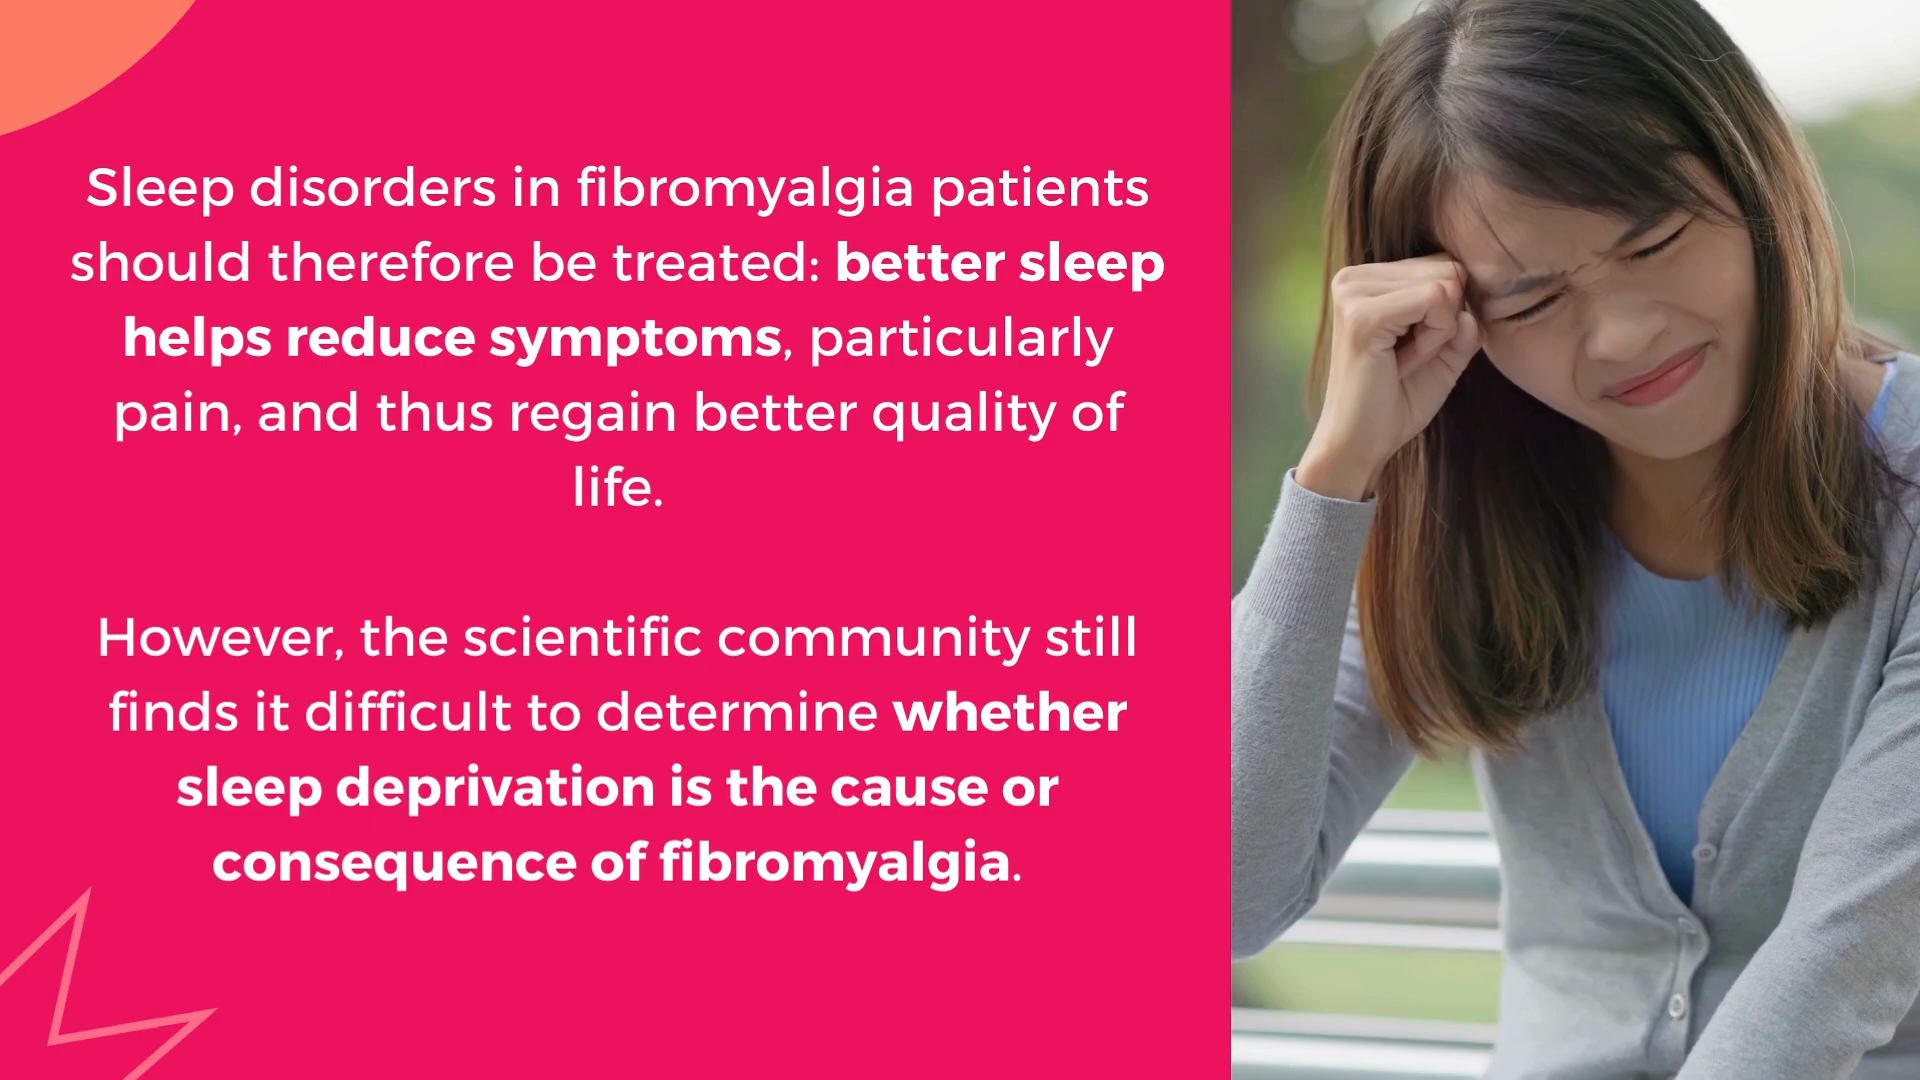 Sleep disorders in fibromyalgia patients
should therefore be treated: better sleep
helps reduce symptoms, particularly
pain, and thus regain better quality of
life.
However, the scientific community still
finds it difficult to determine whether
sleep deprivation is the cause or
consequence of fibromyalgia.